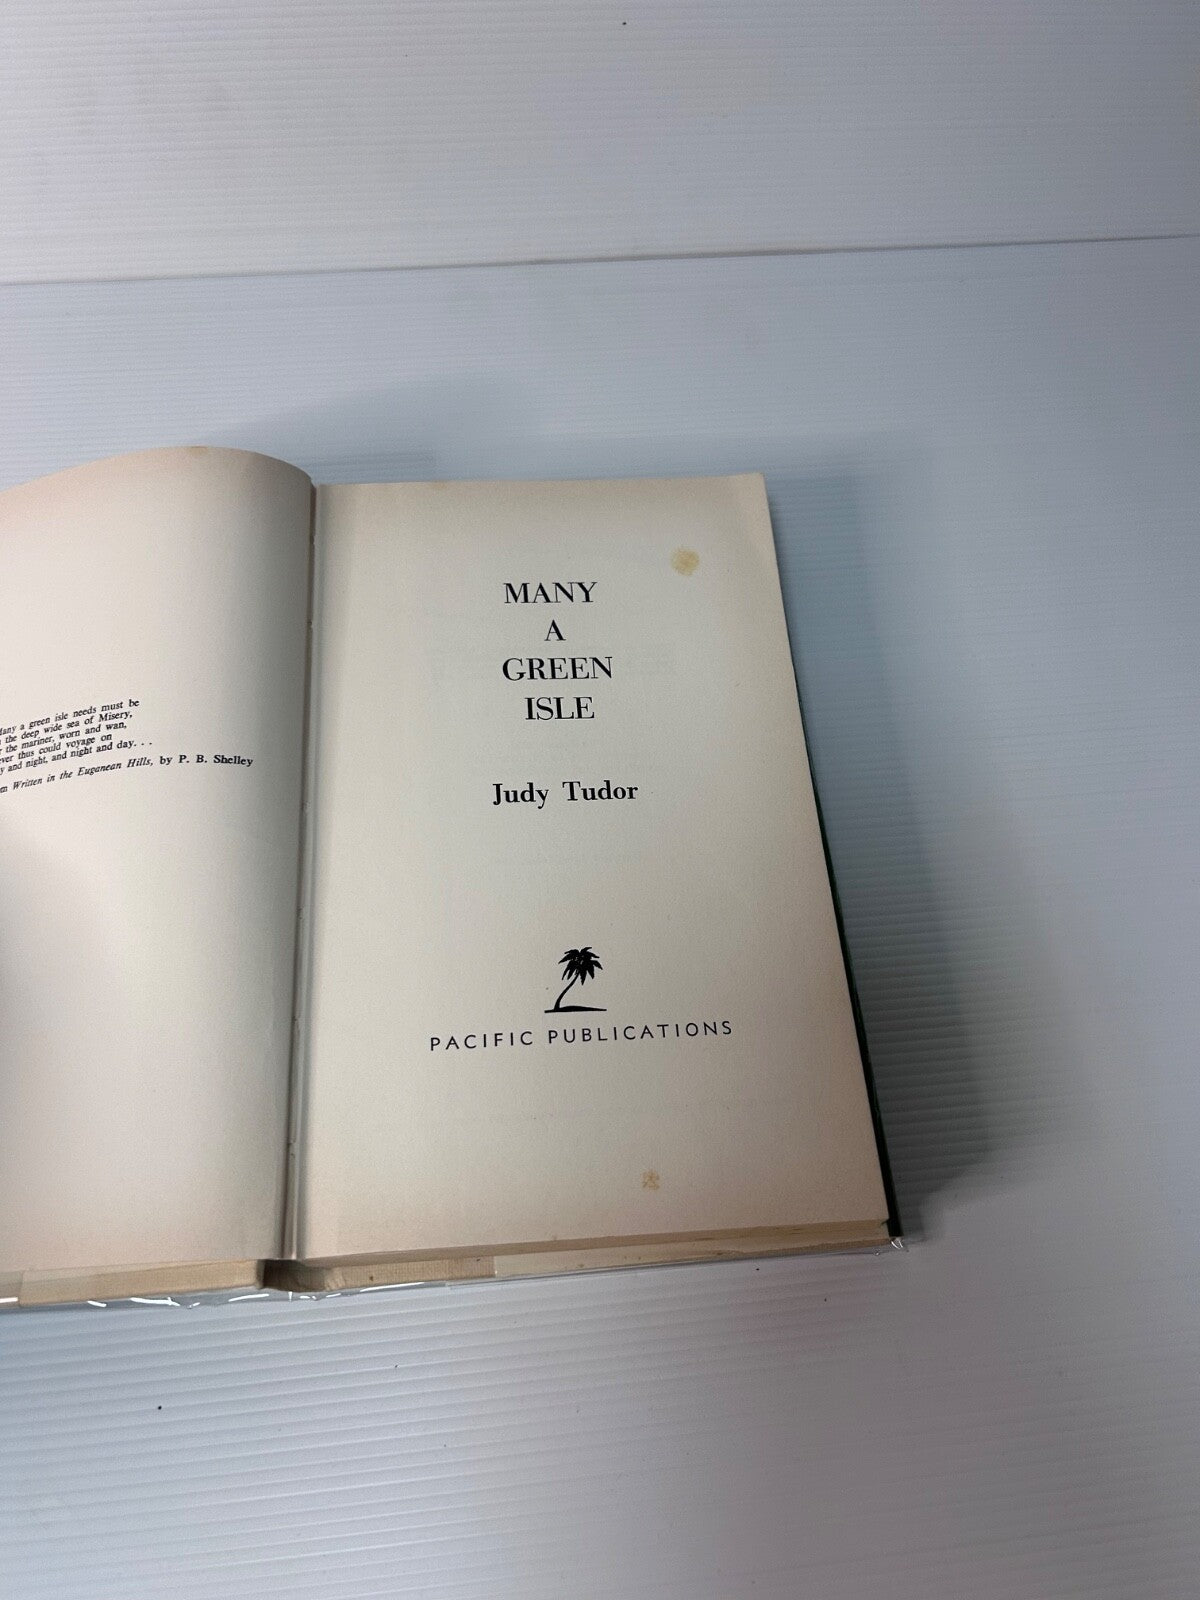 any a green isle needs must be
the deep wide sea of Misery,
the mariner, worn and wan,
ver thus could voyage on
y and night, and night and day. . .
Written in the Euganean Hills, by P. B. Shelley
MANY
A
GREEN
ISLE
Judy Tudor
PACIFIC PUBLICATIONS